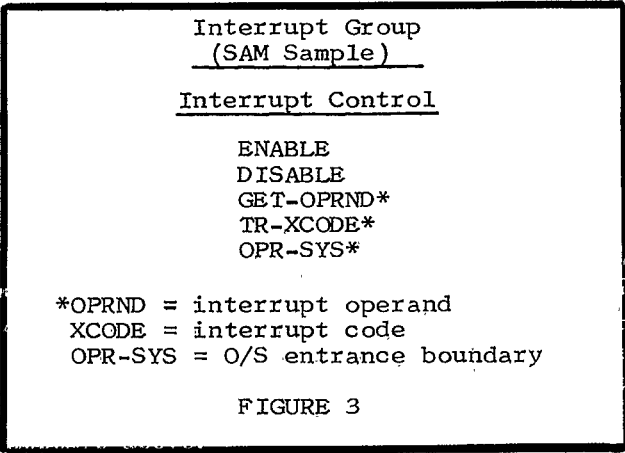 Interrupt Group
(SAM Sample)
Interrupt Control
ENABLE
DISABLE
GET-OPRND*
TR-XCODE*
OPR-SYS*
*OPRND = interrupt operand
XCODE = interrupt code
OPR-SYS = O/S entrance boundary
FIGURE 3